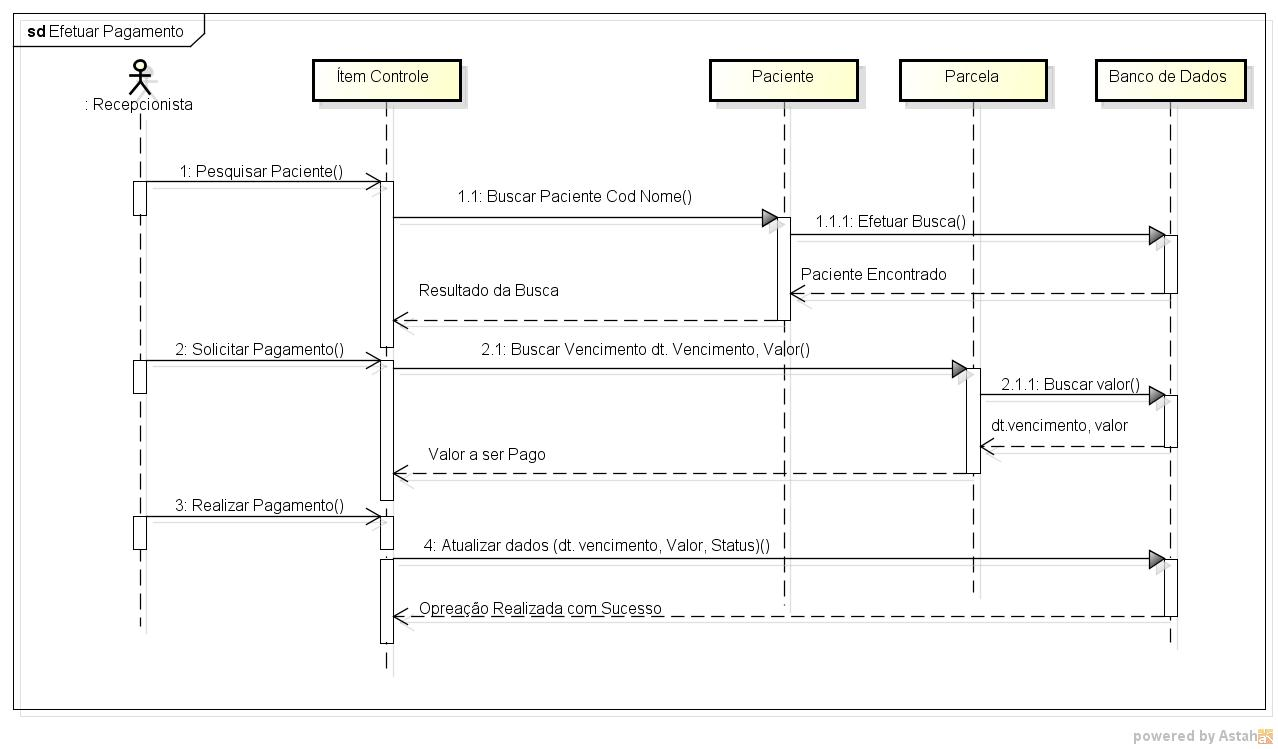 sd Efetuar Pagamento
: Recepcionista
Ítem Controle
Paciente
Parcela
Banco de Dados
1: Pesquisar Paciente()
1.1: Buscar Paciente Cod Nome()
1.1.1: Efetuar Busca()
Paciente Encontrado
Resultado da Busca
2: Solicitar Pagamento()
2.1: Buscar Vencimento dt. Vencimento, Valor()
2.1.1: Buscar valor()
dt.vencimento, valor
Valor a ser Pago
3: Realizar Pagamento()
4: Atualizar dados (dt. vencimento, Valor, Status)()
Opreação Realizada com Sucesso
powered by Astah